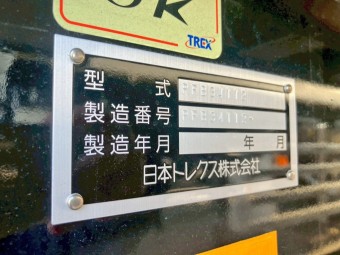 TREX
型式
製造番号
製造年月 年 月
日本トレクス株式会社